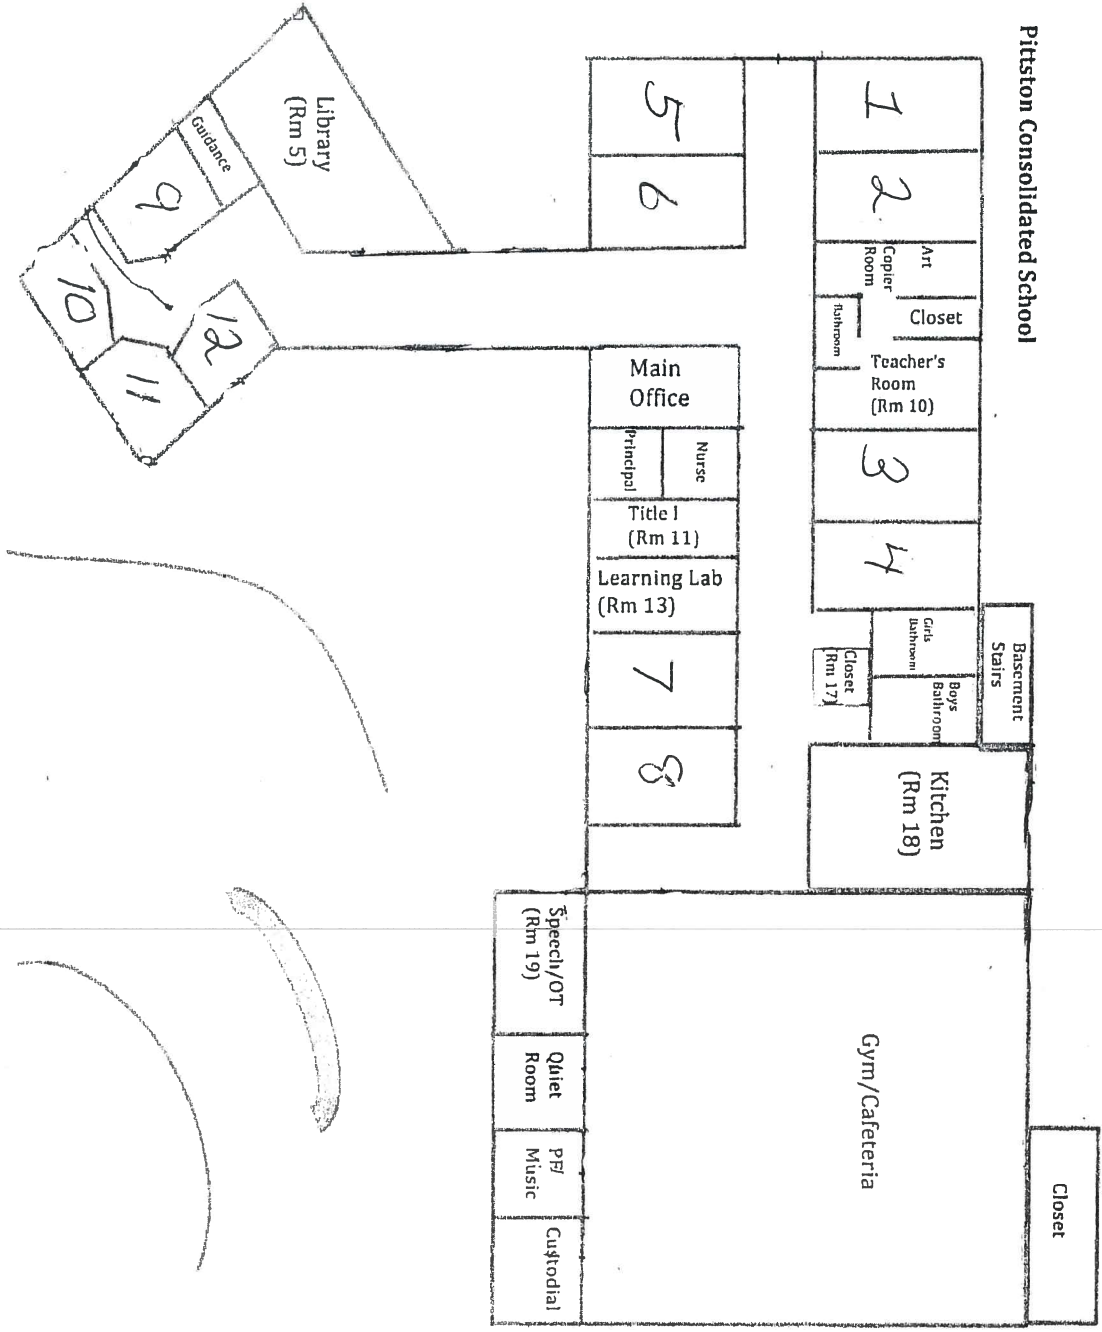 Pittston Consolidated School
1
2
Art
Copier
Room
Closet
Bathroom
Teacher's
Room
(Rm 10)
3
4
Girls
Bathroom
Boys
Bathroom
Closet
(Rm 17)
Basement
Stairs
Kitchen
(Rm 18)
5
6
Library
(Rm 5)
Guidance
9
10
11
12
Main
Office
Principal
Nurse
Title I
(Rm 11)
Learning Lab
(Rm 13)
7
8
Gym/Cafeteria
Closet
Speech/OT
(Rm 19)
Quiet
Room
PE/
Music
Custodial